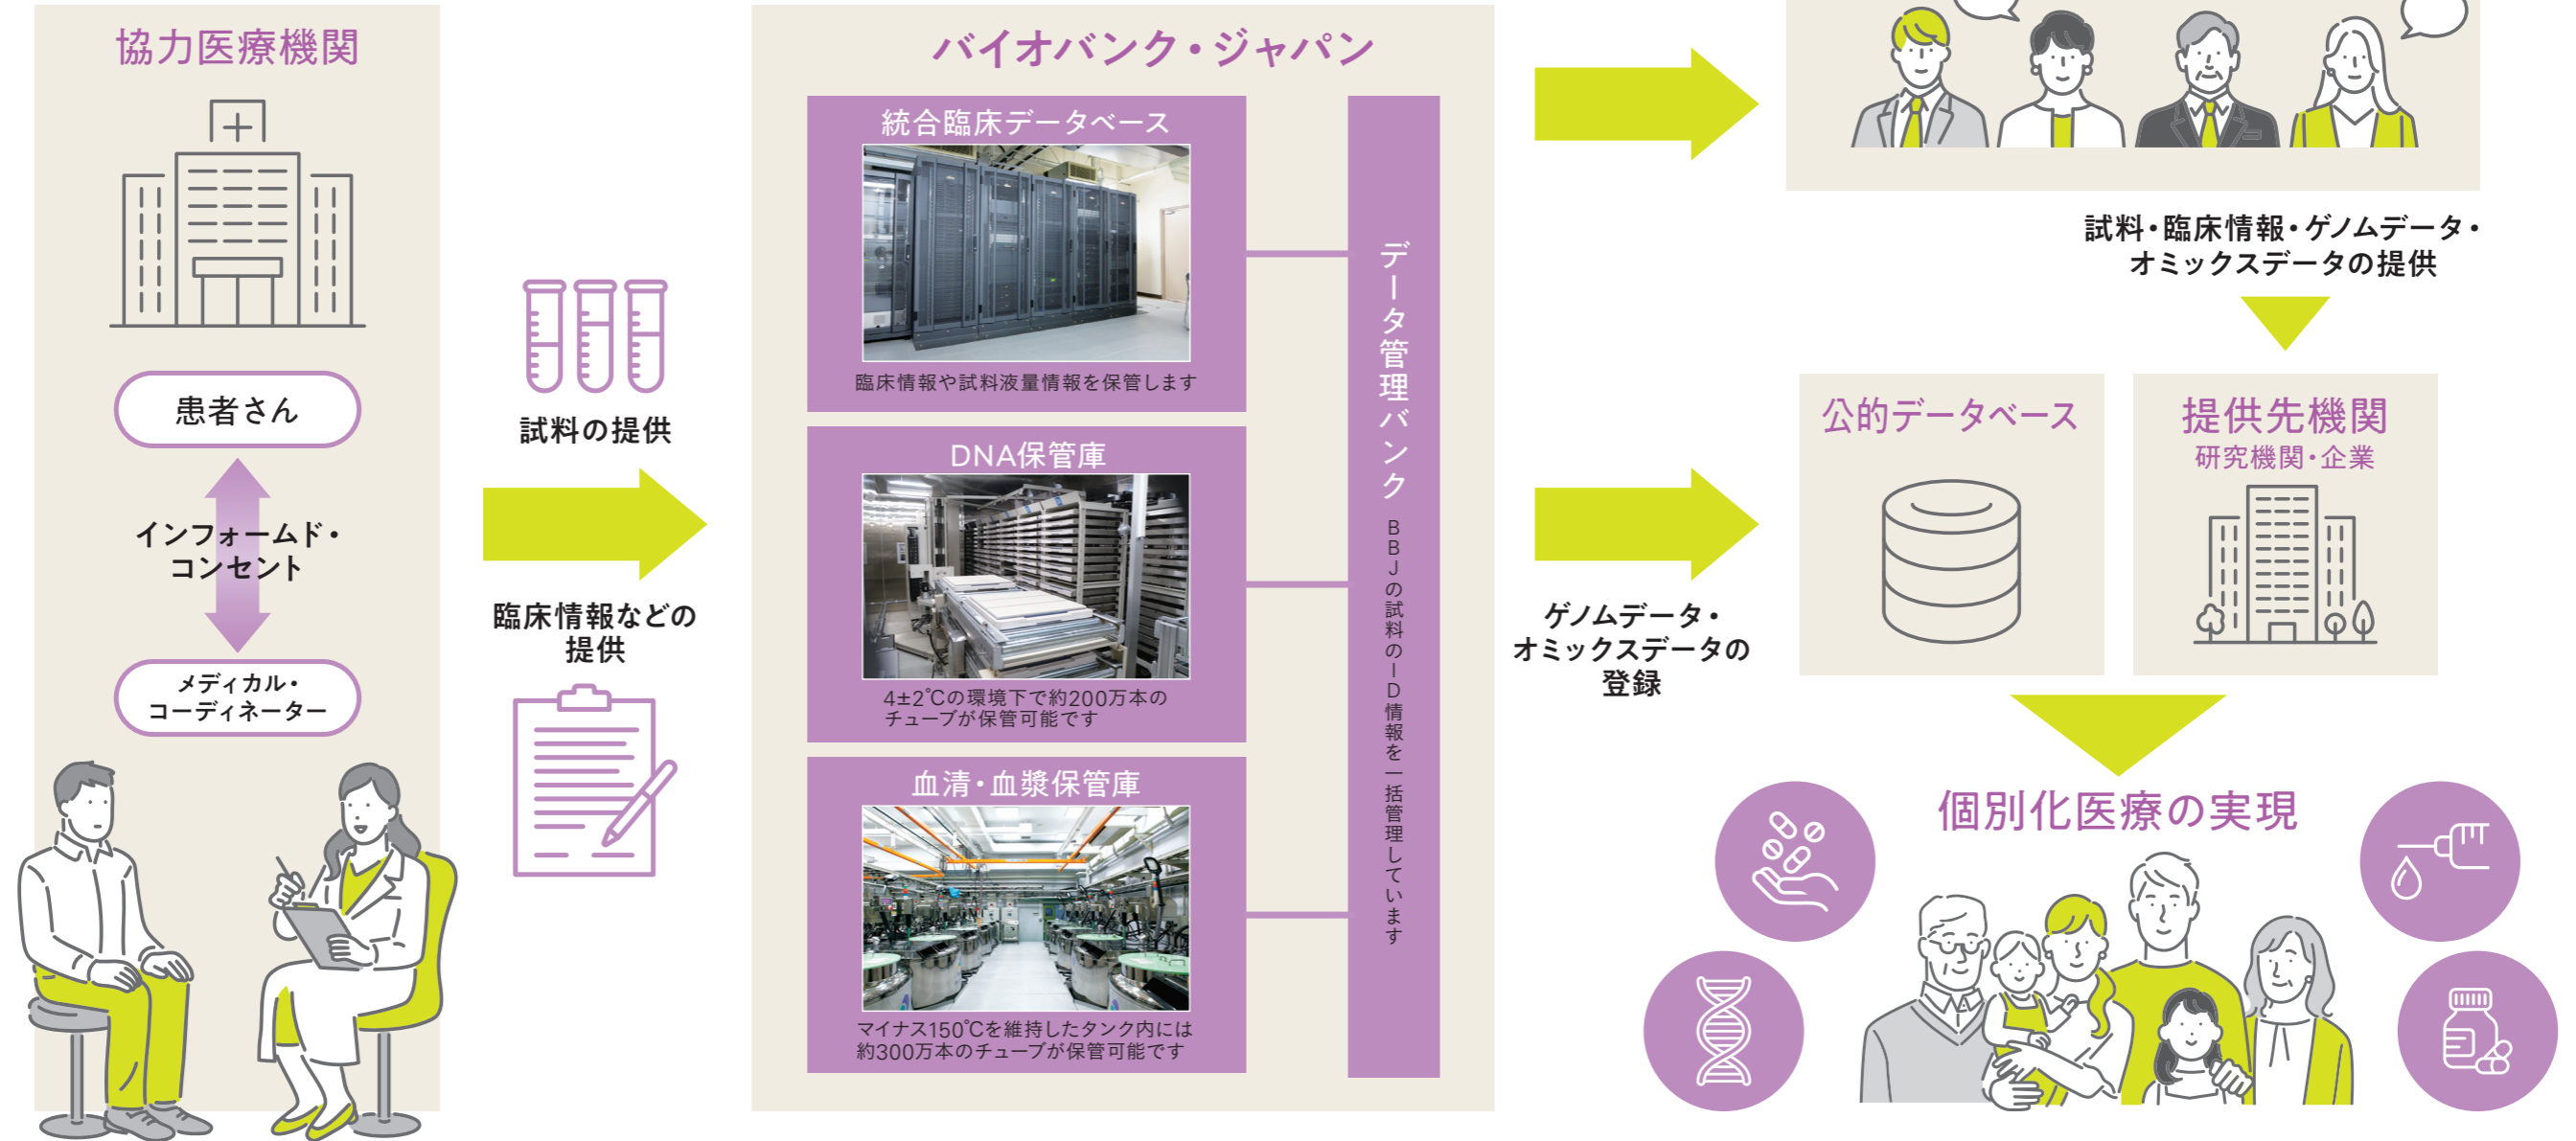 協力医療機関
患者さん
インフォームド・
コンセント
メディカル・
コーディネーター
試料の提供
臨床情報などの
提供
バイオバンク・ジャパン
統合臨床データベース
臨床情報や試料液量情報を保管します
DNA保管庫
4±2℃の環境下で約200万本の
チューブが保管可能です
血清・血漿保管庫
マイナス150℃を維持したタンク内には
約300万本のチューブが保管可能です
データ管理バンク
BBJの試料のID情報を一括管理しています
ゲノムデータ・
オミックスデータの
登録
試料・臨床情報・ゲノムデータ・
オミックスデータの提供
公的データベース
提供先機関
研究機関・企業
個別化医療の実現